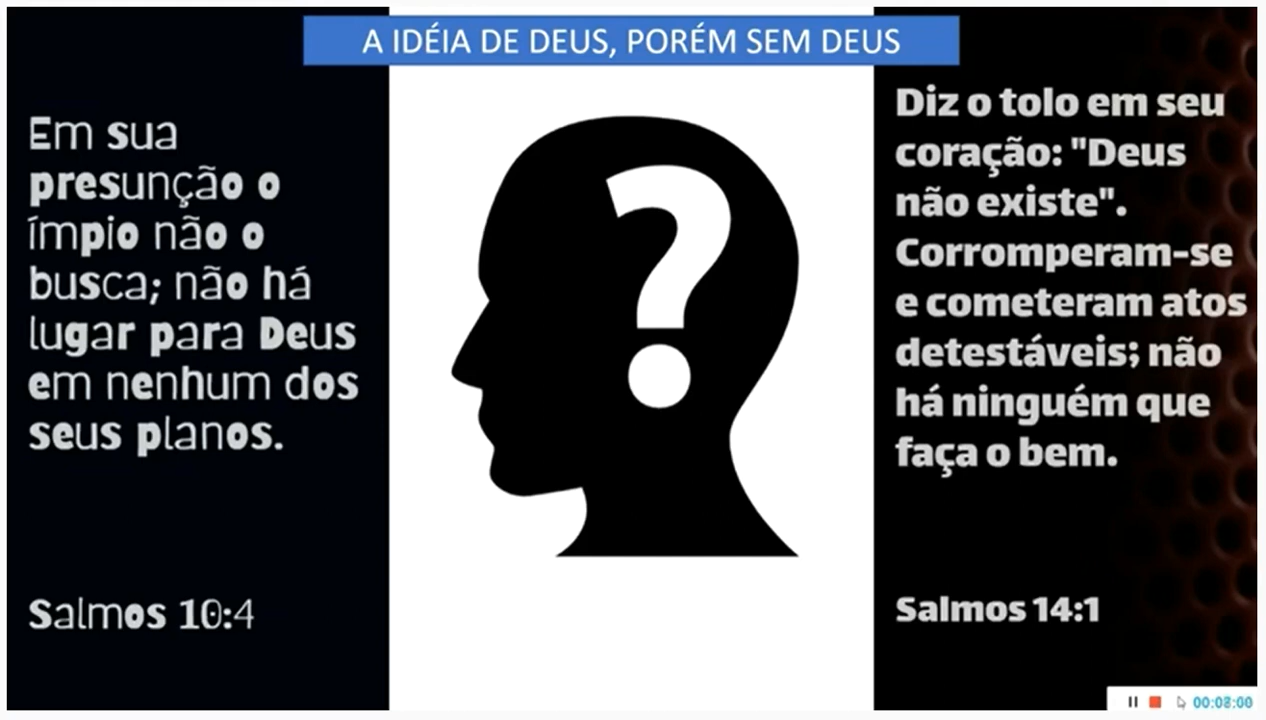 A IDÉIA DE DEUS, PORÉM SEM DEUS
Em sua
presunção o
ímpio não o
busca; não há
lugar para Deus
em nenhum dos
seus planos.
Salmos 10:4
?
Diz o tolo em seu
coração: "Deus
não existe".
Corromperam-se
e cometeram atos
detestáveis; não
há ninguém que
faça o bem.
Salmos 14:1
00:08:00